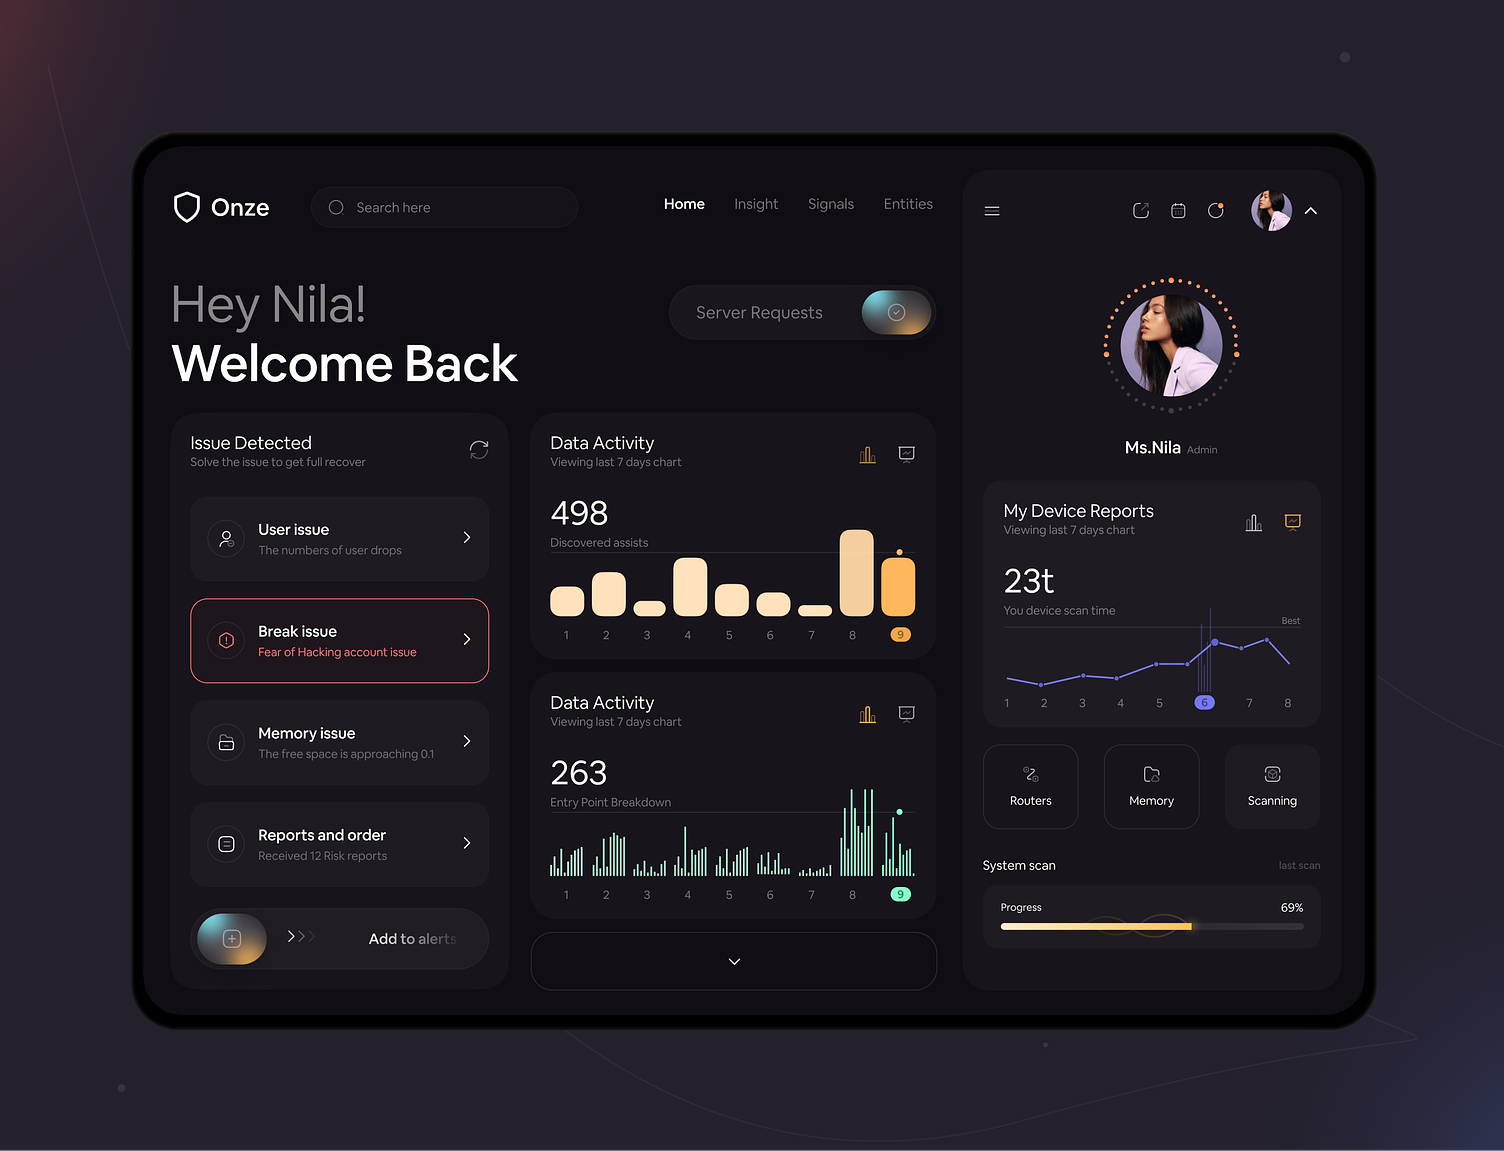 Onze
Search here
Home Insight Signals Entities
Hey Nila!
Welcome Back
Server Requests
Issue Detected
Solve the issue to get full recover
User issue
The numbers of user drops
Break issue
Fear of Hacking account issue
Memory issue
The free space is approaching 0.1
Reports and order
Received 12 Risk reports
Add to alerts
Data Activity
Viewing last 7 days chart
498
Discovered assists
1 2 3 4 5 6 7 8 9
Data Activity
Viewing last 7 days chart
263
Entry Point Breakdown
1 2 3 4 5 6 7 8 9
Ms.Nila Admin
My Device Reports
Viewing last 7 days chart
23t
You device scan time
Best
1 2 3 4 5 6 7 8
Routers Memory Scanning
System scan last scan
Progress 69%